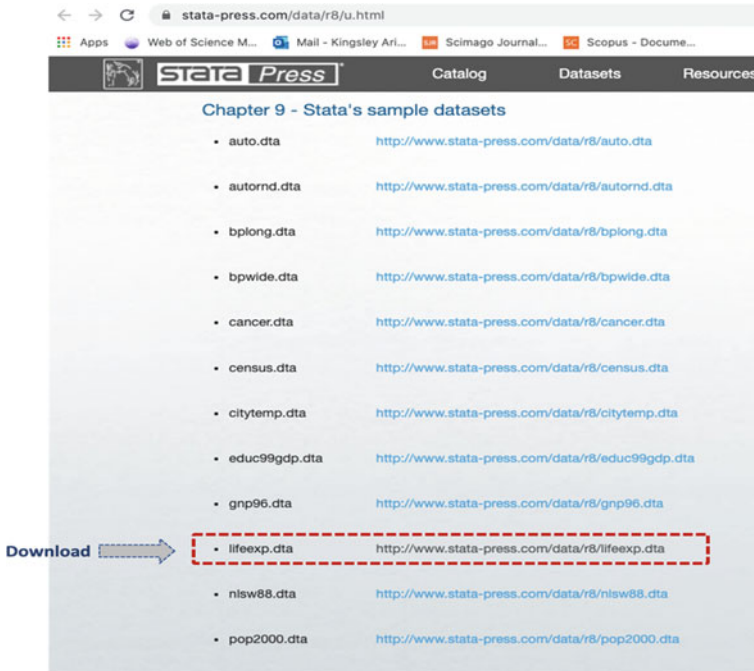 stata-press.com/data/r8/u.html
Apps Web of Science M... Mail - Kingsley Ari... SJR Scimago Journal... SC Scopus - Docume...
STATA Press Catalog Datasets Resources
Chapter 9 - Stata's sample datasets
• auto.dta http://www.stata-press.com/data/r8/auto.dta
• autornd.dta http://www.stata-press.com/data/r8/autornd.dta
• bplong.dta http://www.stata-press.com/data/r8/bplong.dta
• bpwide.dta http://www.stata-press.com/data/r8/bpwide.dta
• cancer.dta http://www.stata-press.com/data/r8/cancer.dta
• census.dta http://www.stata-press.com/data/r8/census.dta
• citytemp.dta http://www.stata-press.com/data/r8/citytemp.dta
• educ99gdp.dta http://www.stata-press.com/data/r8/educ99gdp.dta
• gnp96.dta http://www.stata-press.com/data/r8/gnp96.dta
Download • lifeexp.dta http://www.stata-press.com/data/r8/lifeexp.dta
• nlsw88.dta http://www.stata-press.com/data/r8/nlsw88.dta
• pop2000.dta http://www.stata-press.com/data/r8/pop2000.dta